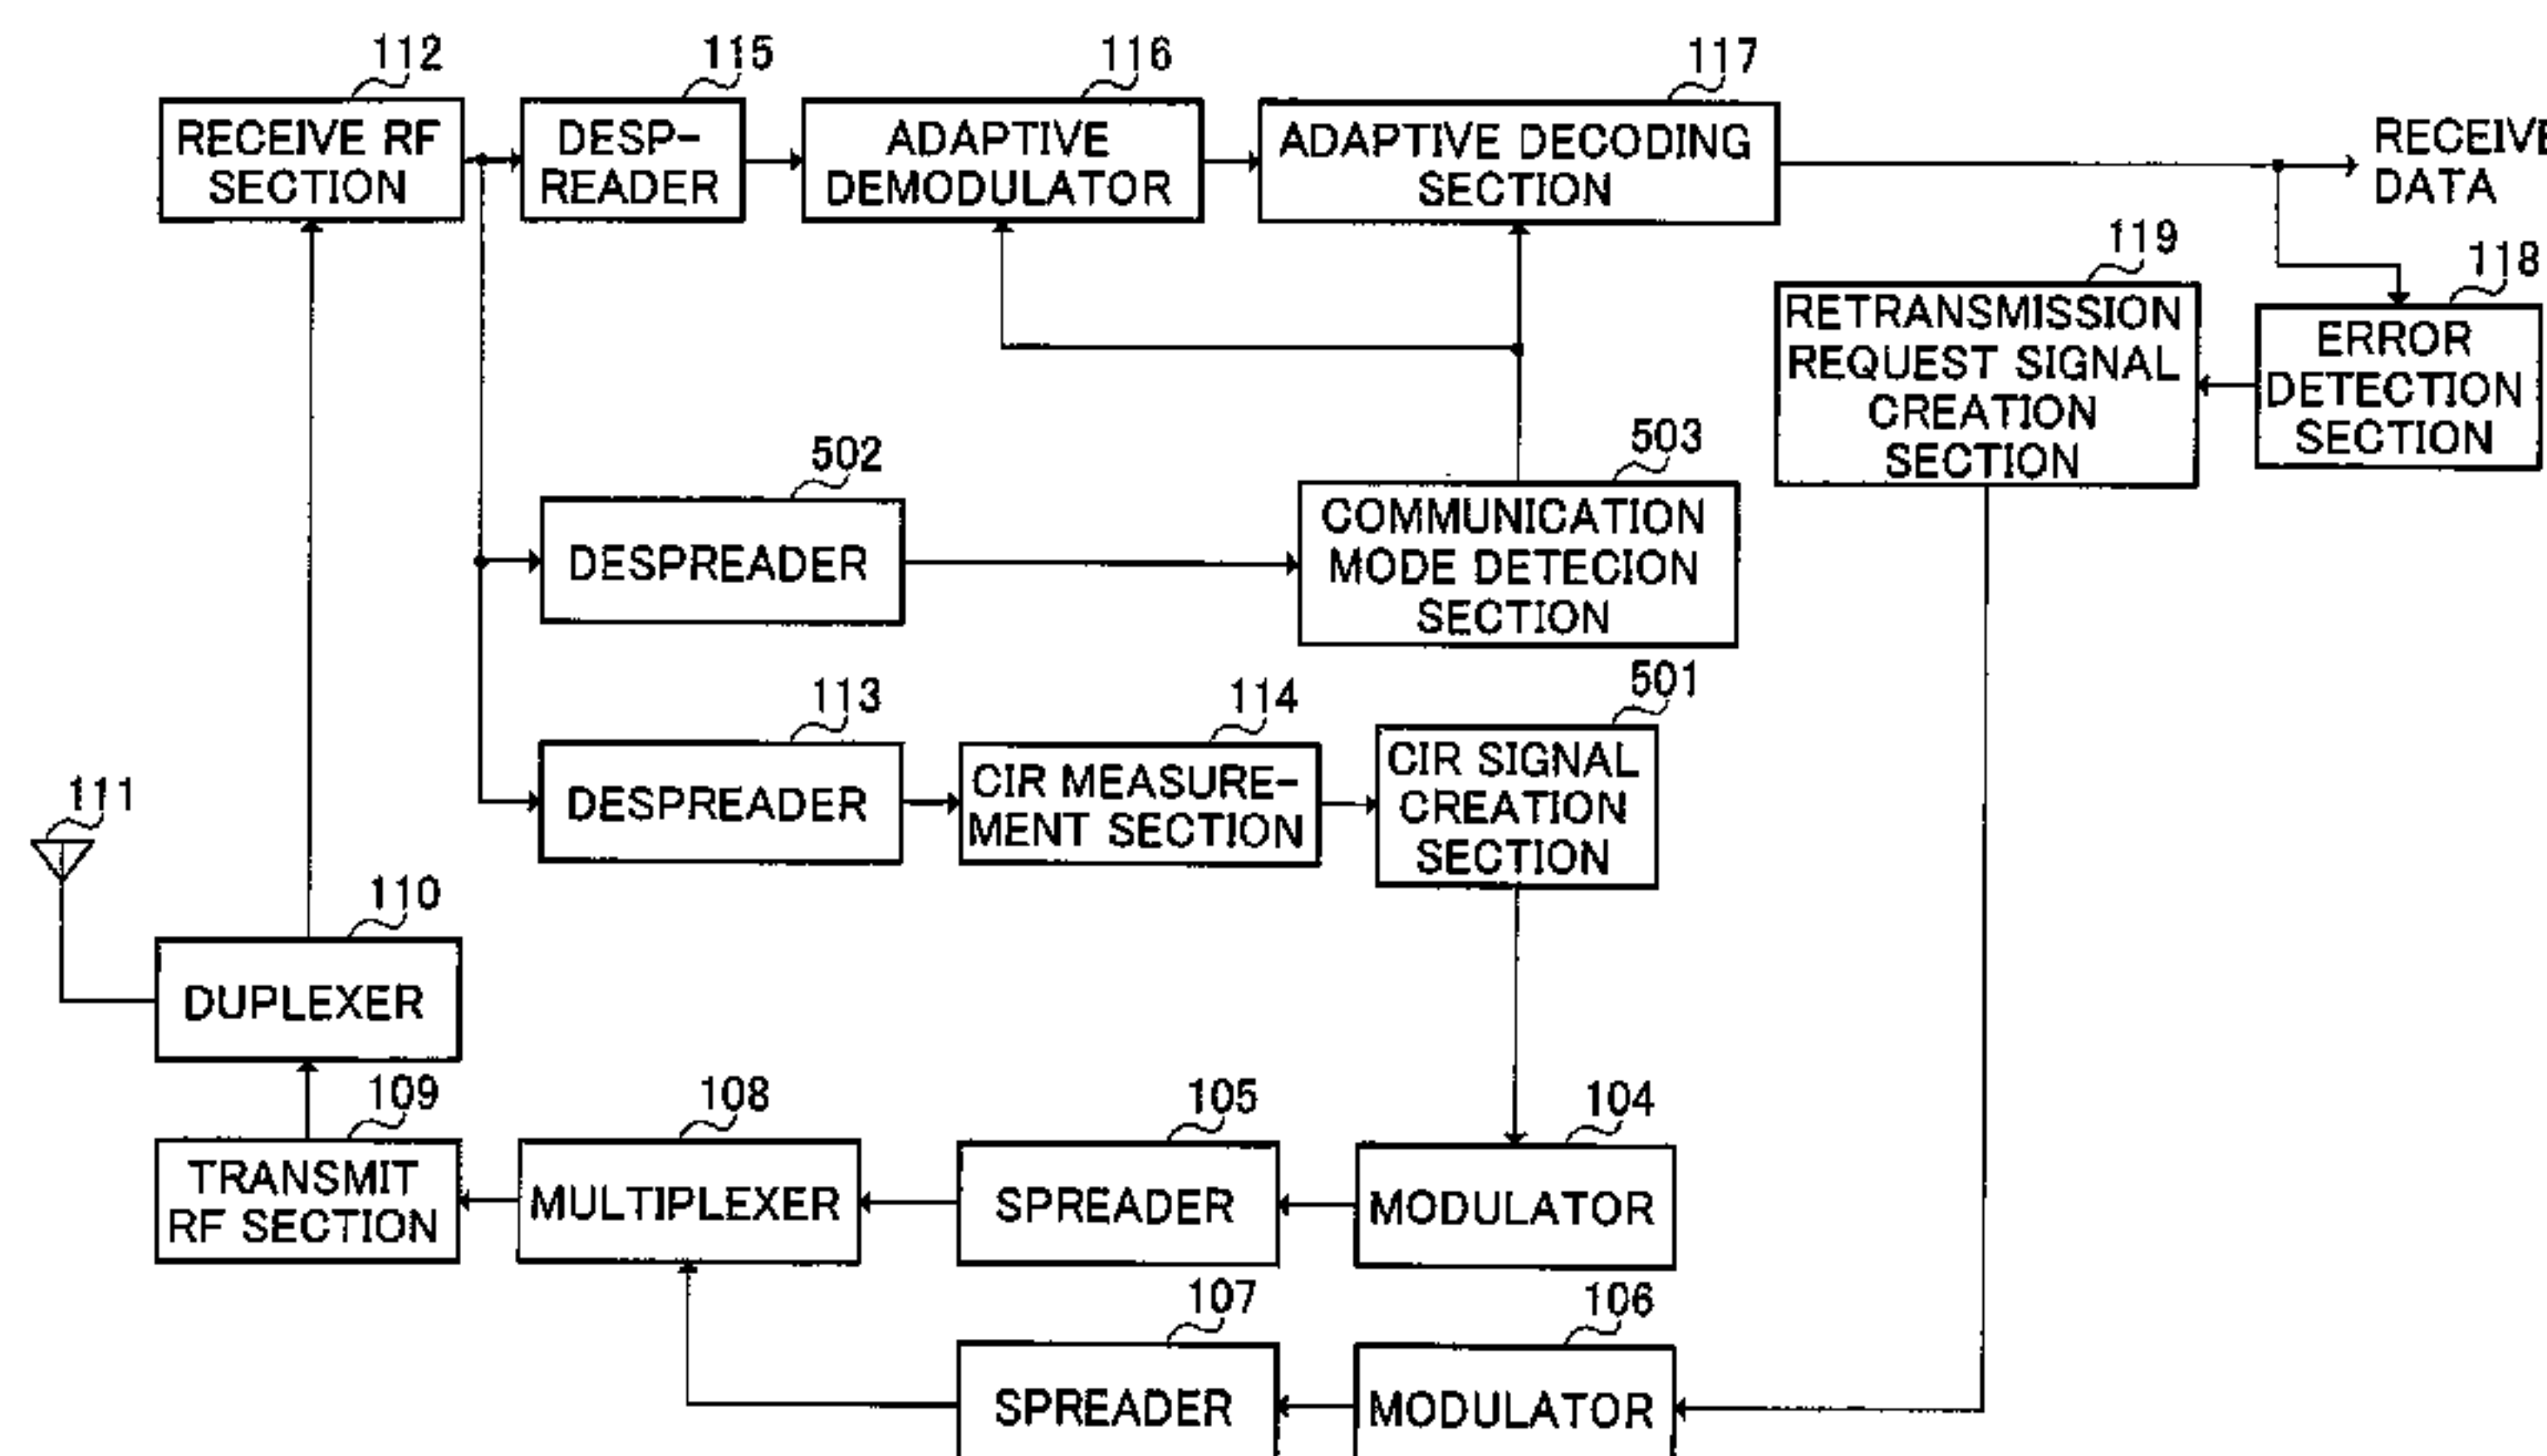 112
115
116
117
RECEIVE RF
SECTION
DESP-
READER
ADAPTIVE
DEMODULATOR
ADAPTIVE DECODING
SECTION
RECEIVE
DATA
119
118
RETRANSMISSION
REQUEST SIGNAL
CREATION
SECTION
ERROR
DETECTION
SECTION
502
503
DESPREADER
COMMUNICATION
MODE DETECION
SECTION
113
114
501
DESPREADER
CIR MEASURE-
MENT SECTION
CIR SIGNAL
CREATION
SECTION
111
110
DUPLEXER
109
108
105
104
TRANSMIT
RF SECTION
MULTIPLEXER
SPREADER
MODULATOR
107
106
SPREADER
MODULATOR